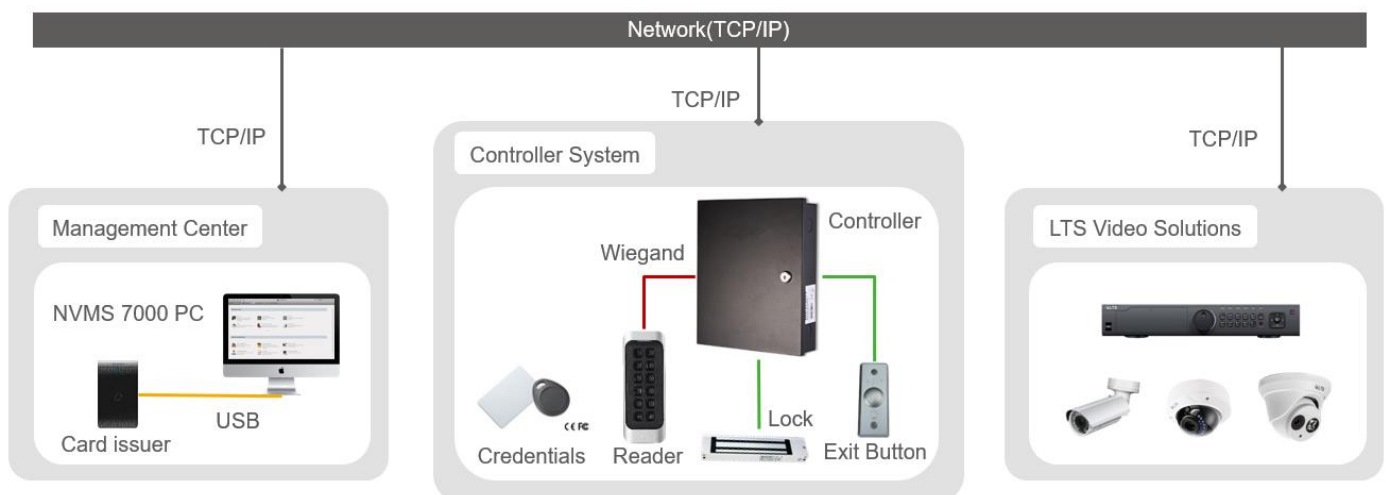 Network(TCP/IP)
TCP/IP
TCP/IP
TCP/IP
Management Center
NVMS 7000 PC
USB
Card issuer
Controller System
Controller
Wiegand
Lock
Credentials
Reader
Exit Button
LTS Video Solutions